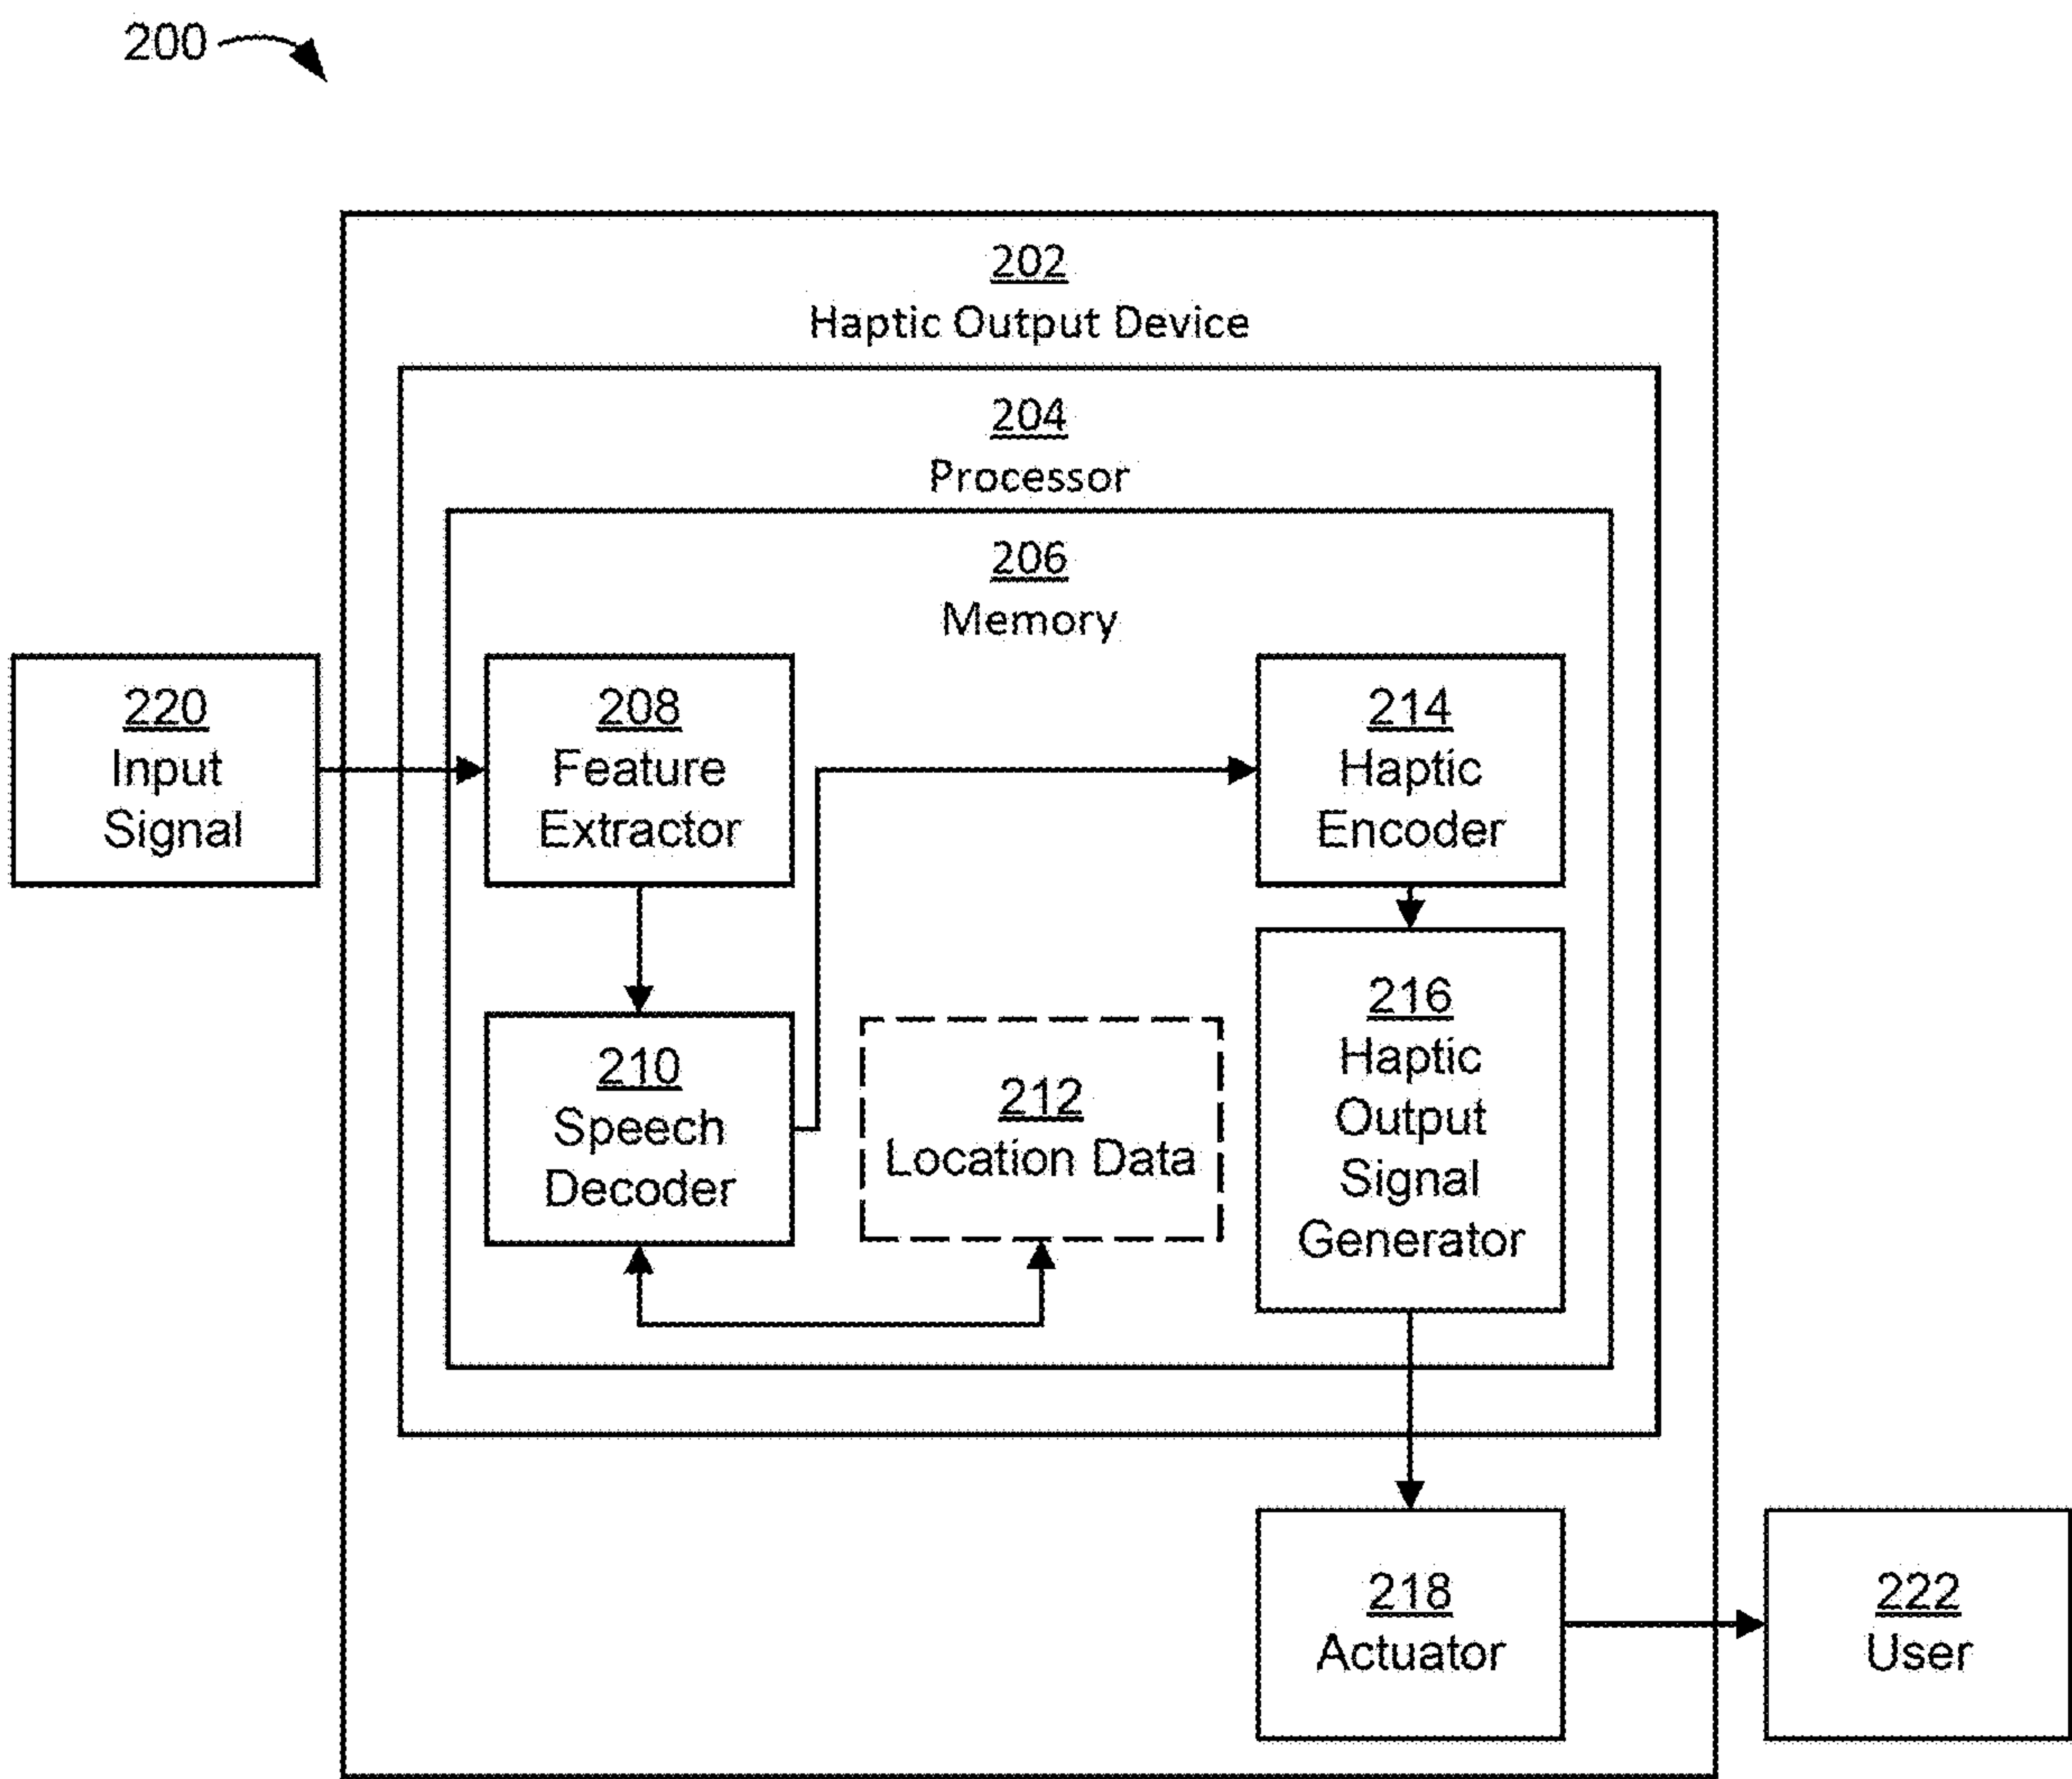 200
202
Haptic Output Device
204
Processor
206
Memory
220
Input
Signal
208
Feature
Extractor
214
Haptic
Encoder
210
Speech
Decoder
212
Location Data
216
Haptic
Output
Signal
Generator
218
Actuator
222
User